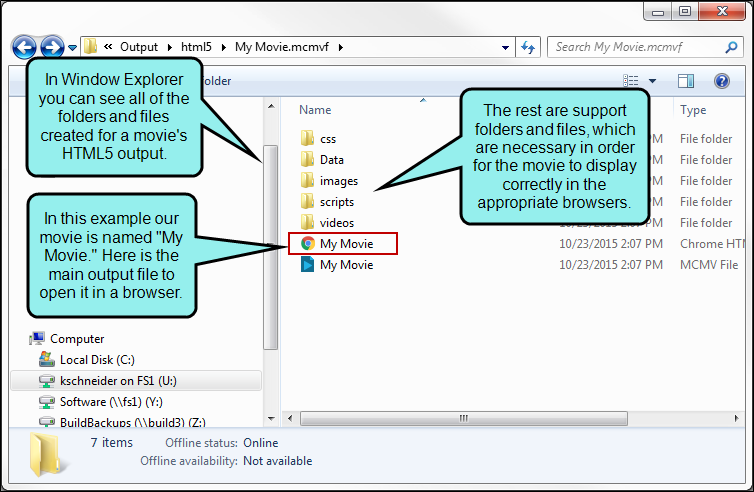 « Output ▸ html5 ▸ My Movie.mcmvf ▸
Search My Movie.mcmvf
older
In Window Explorer
you can see all of the
folders and files
created for a movie's
HTML5 output.
In this example our
movie is named "My
Movie." Here is the
main output file to
open it in a browser.
The rest are support
folders and files, which
are necessary in order
for the movie to display
correctly in the
appropriate browsers.
Name Type
css File folder
Data File folder
images File folder
scripts File folder
videos File folder
My Movie 10/23/2015 2:07 PM Chrome HTM
My Movie 10/23/2015 2:07 PM MCMV File
Computer
Local Disk (C:)
kschneider on FS1 (U:)
Software (\\fs1) (Y:)
BuildBackups (\\build3) (Z:)
7 items Offline status: Online
Offline availability: Not available